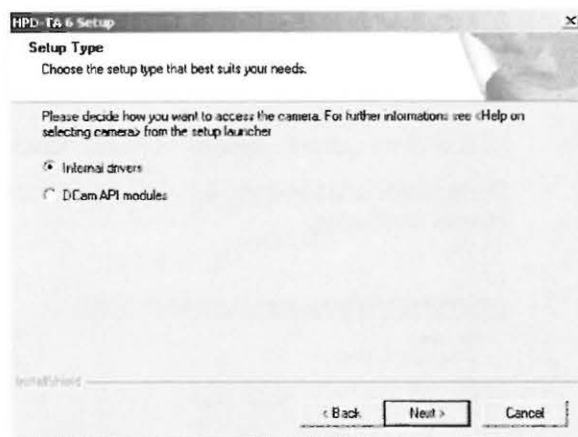 HPD-TA 6 Setup
Setup Type
Choose the setup type that best suits your needs.
Please decide how you want to access the camera. For further informations see <Help on
selecting camera> from the setup launcher
Internal drivers
DCam API modules
InstallShield
< Back
Next >
Cancel